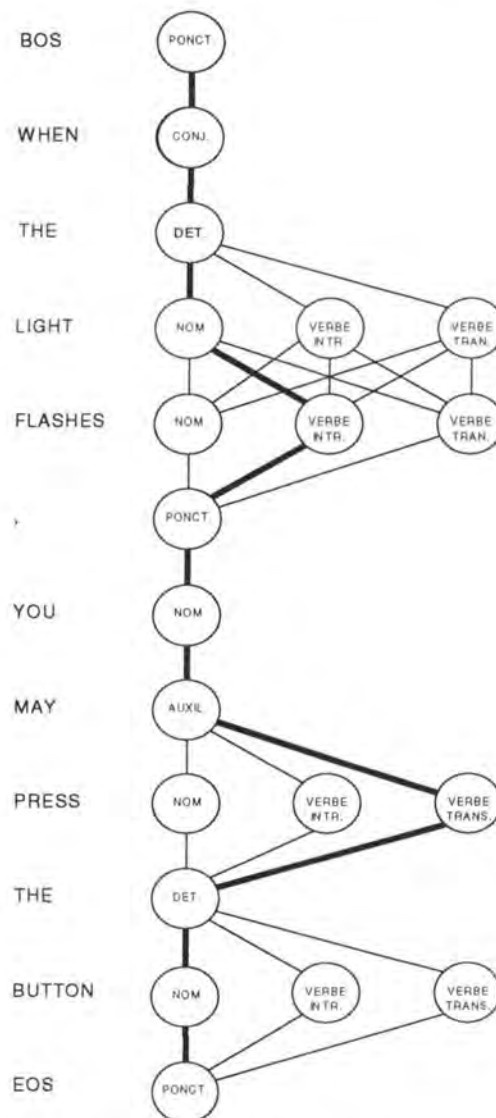 BOS PONCT.
WHEN CONJ.
THE DET.
LIGHT NOM VERBE INTR. VERBE TRAN.
FLASHES NOM VERBE INTR. VERBE TRAN.
, PONCT.
YOU NOM
MAY AUXIL.
PRESS NOM VERBE INTR. VERBE TRANS.
THE DET.
BUTTON NOM VERBE INTR. VERBE TRANS.
EOS PONCT.